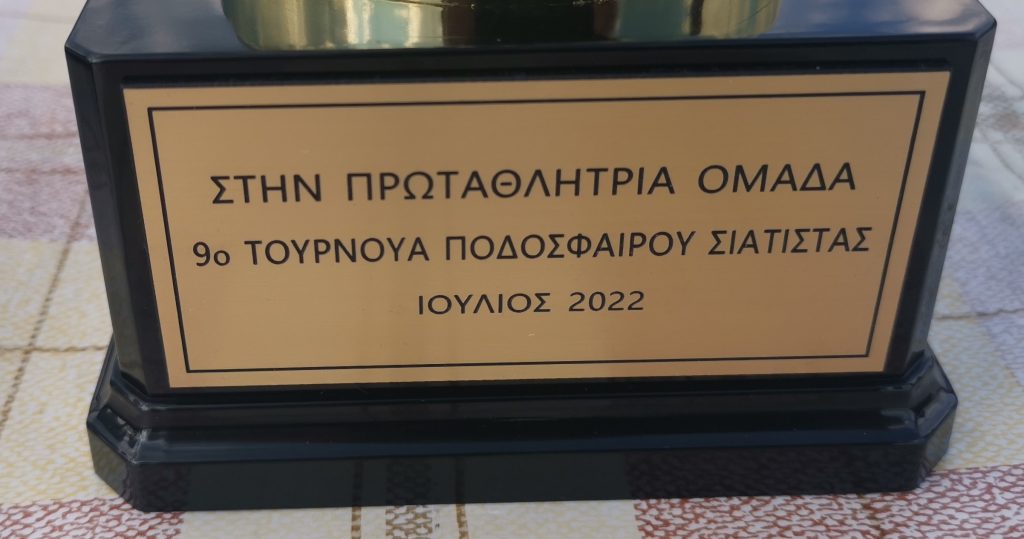 ΣΤΗΝ ΠΡΩΤΑΘΛΗΤΡΙΑ ΟΜΑΔΑ
9ο ΤΟΥΡΝΟΥΑ ΠΟΔΟΣΦΑΙΡΟΥ ΣΙΑΤΙΣΤΑΣ
ΙΟΥΛΙΟΣ 2022